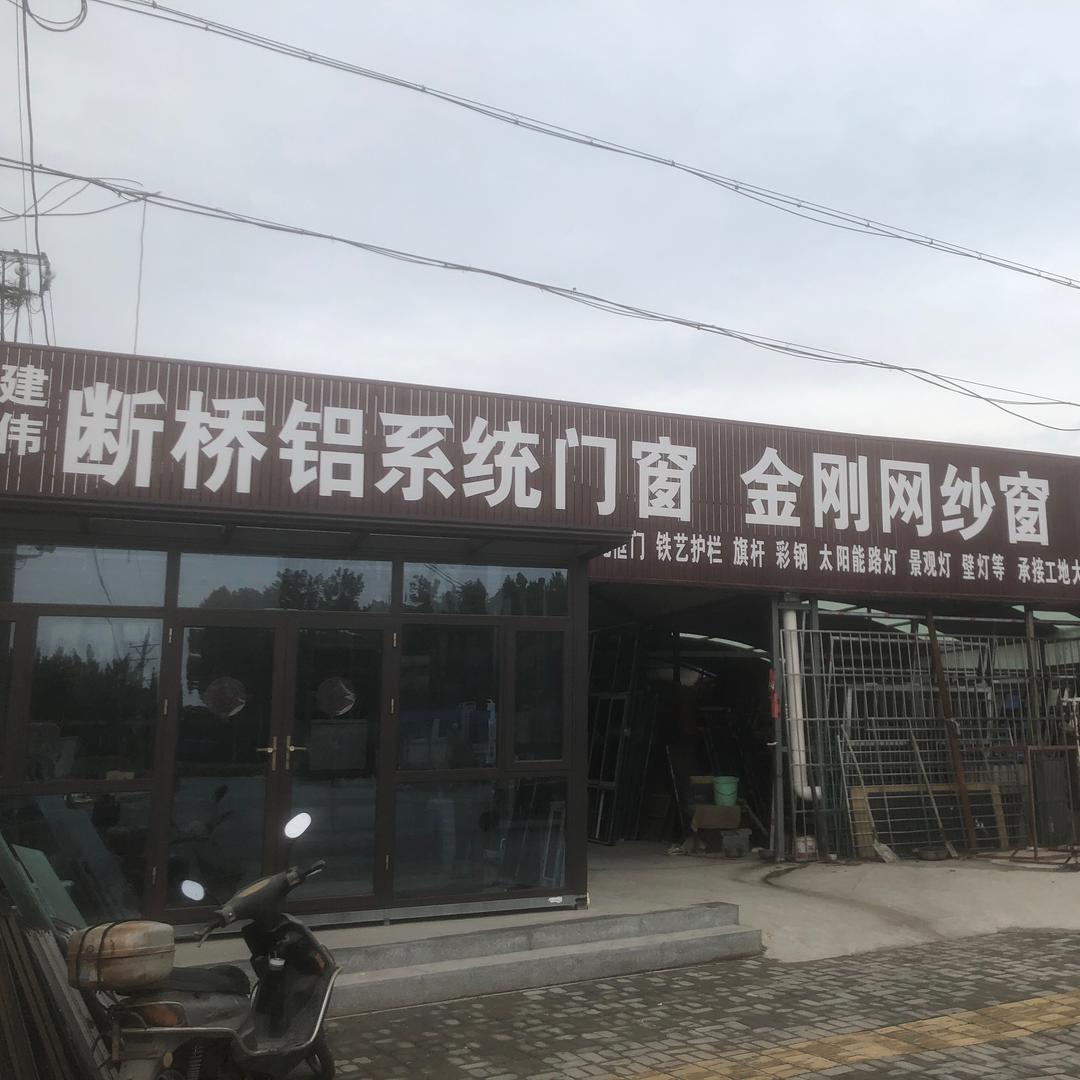 建伟
断桥铝系统门窗 金刚网纱窗
框门 铁艺护栏 旗杆 彩钢 太阳能路灯 景观灯 壁灯等 承接工地大